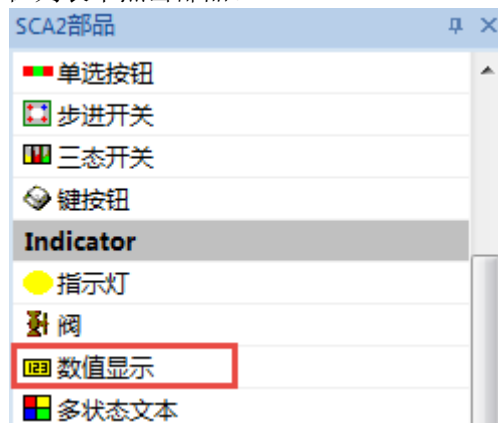 SCA2部品
单选按钮
步进开关
三态开关
键按钮
Indicator
指示灯
阀
123 数值显示
多状态文本